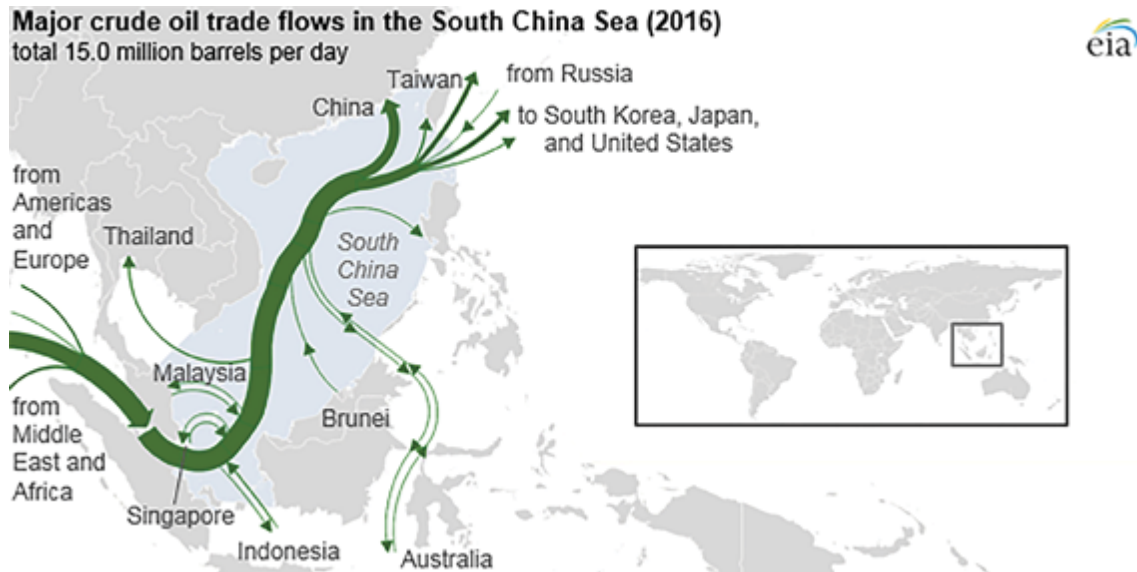 Major crude oil trade flows in the South China Sea (2016)
total 15.0 million barrels per day
eia
Taiwan
from Russia
China
to South Korea, Japan,
and United States
from
Americas
and
Europe
Thailand
South
China
Sea
Malaysia
from
Middle
East and
Africa
Brunei
Singapore
Indonesia
Australia